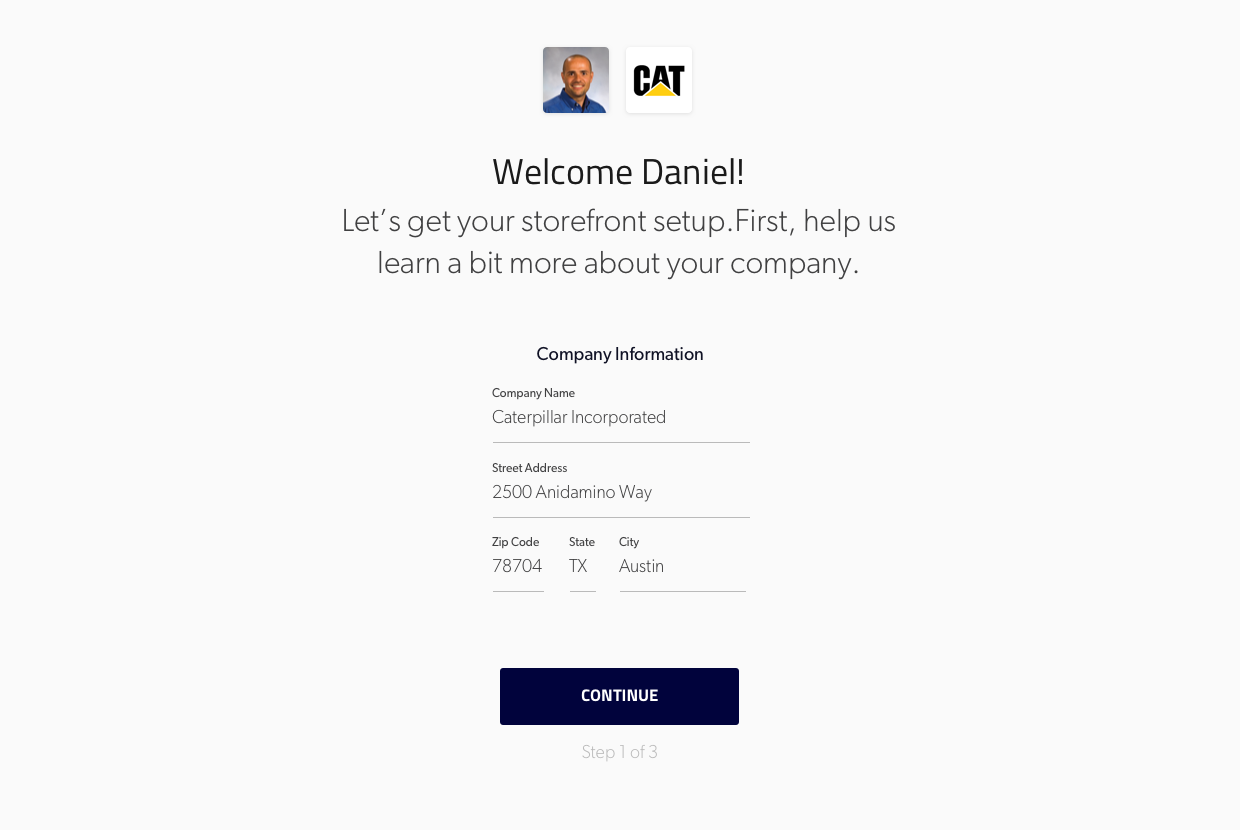 CAT
Welcome Daniel!
Let's get your storefront setup.First, help us
learn a bit more about your company.
Company Information
Company Name
Caterpillar Incorporated
Street Address
2500 Anidamino Way
Zip Code State City
78704 TX Austin
CONTINUE
Step 1 of 3